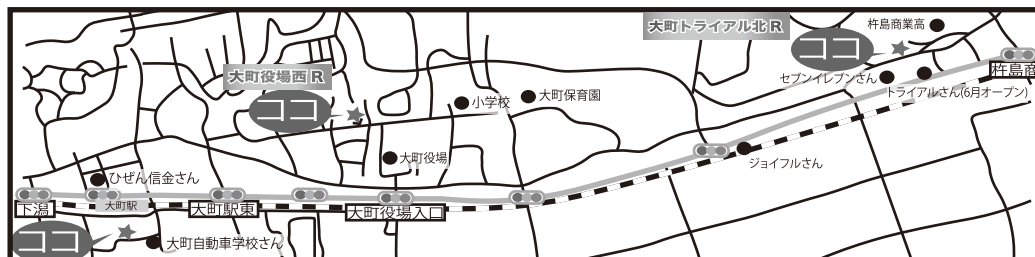 大町トライアル北R
杵島商業高
ココ
セブンイレブンさん
杵島商
トライアルさん(6月オープン)
大町役場西R
ココ
小学校
大町保育園
大町役場
ジョイフルさん
ひぜん信金さん
下潟
大町駅
大町駅東
大町役場入口
ココ
大町自動車学校さん